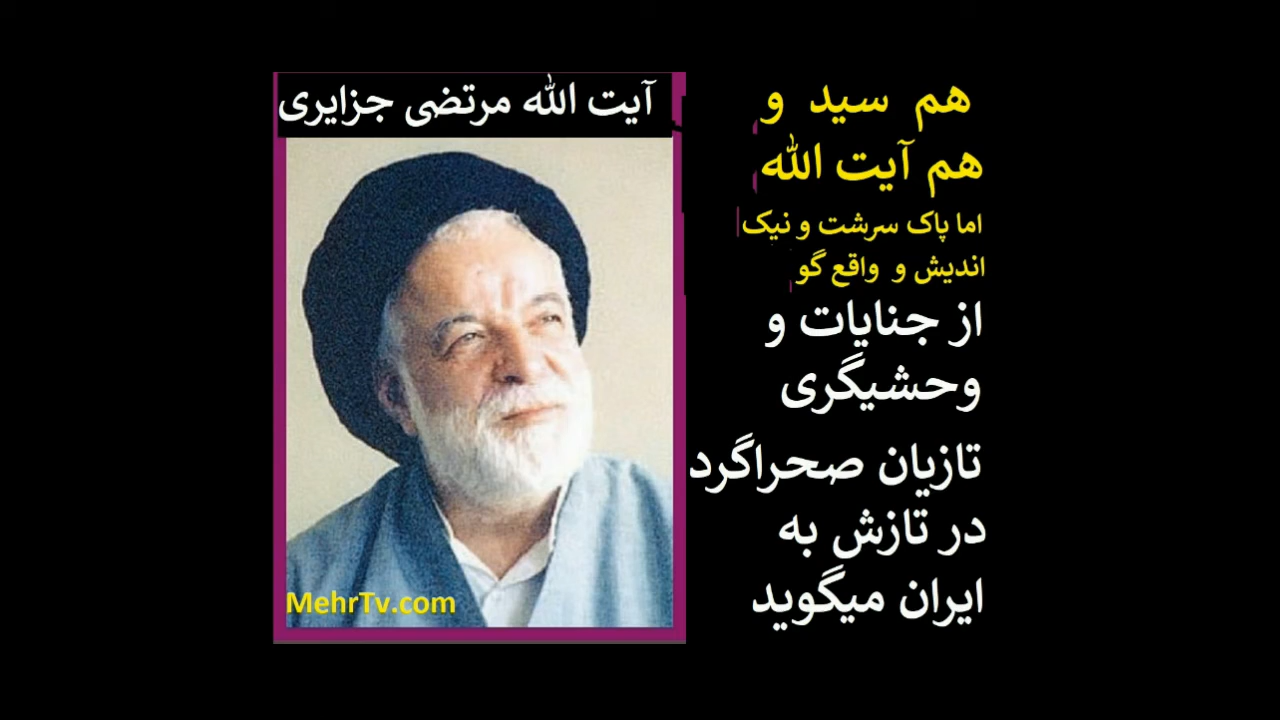 آیت الله مرتضی جزایری
هم سید و
هم آیت الله
اما پاک سرشت و نیک
اندیش و واقع گو
از جنایات و
وحشیگری
تازیان صحراگرد
در تازش به
ایران میگوید
MehrTv.com